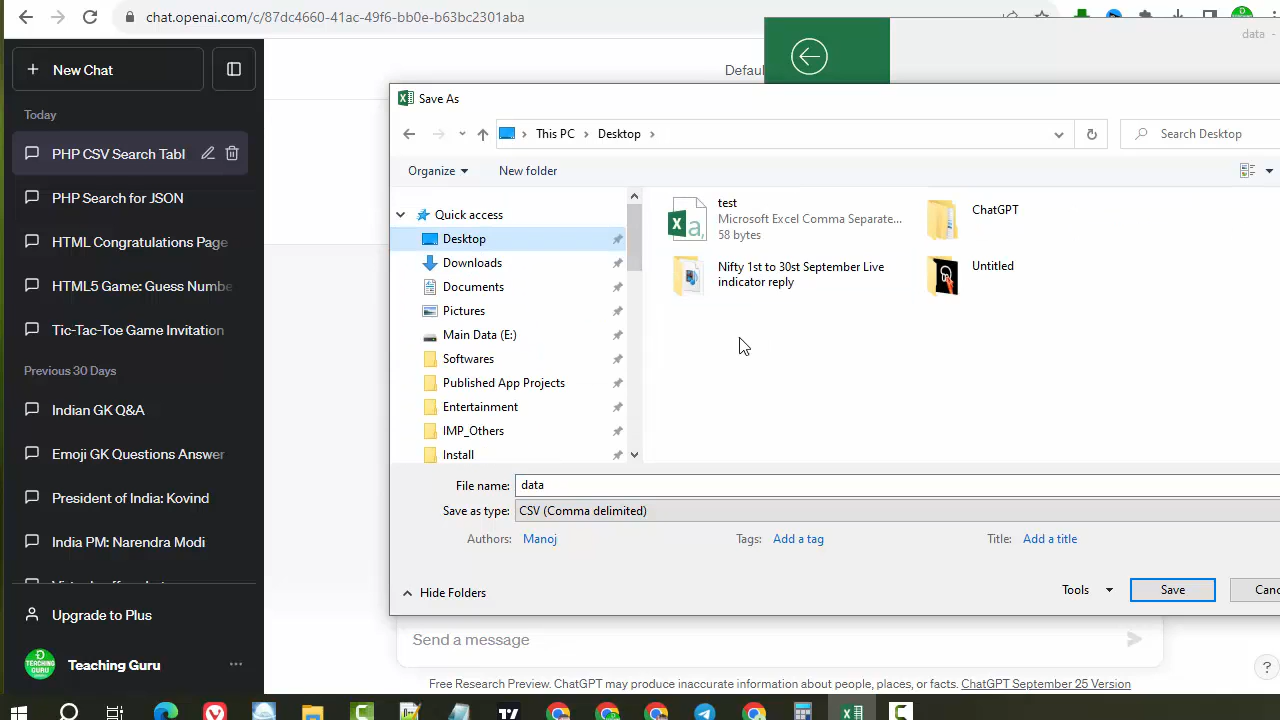 chat.openai.com/c/87dc4660-41ac-49f6-bb0e-b63bc2301aba
data -
New Chat
Today
PHP CSV Search Tabl
PHP Search for JSON
HTML Congratulations Page
HTML5 Game: Guess Numbe
Tic-Tac-Toe Game Invitation
Previous 30 Days
Indian GK Q&A
Emoji GK Questions Answer
President of India: Kovind
India PM: Narendra Modi
Upgrade to Plus
TEACHING
GURU
Teaching Guru
Defau
Save As
This PC
Desktop
Search Desktop
Organize
New folder
Quick access
Desktop
Downloads
Documents
Pictures
Main Data (E:)
Softwares
Published App Projects
Entertainment
IMP_Others
Install
test
Microsoft Excel Comma Separate...
58 bytes
ChatGPT
Nifty 1st to 30st September Live
indicator reply
Untitled
File name: data
Save as type: CSV (Comma delimited)
Authors: Manoj
Tags: Add a tag
Title: Add a title
Hide Folders
Tools
Save
Canc
Send a message
Free Research Preview. ChatGPT may produce inaccurate information about people, places, or facts. ChatGPT September 25 Version
?